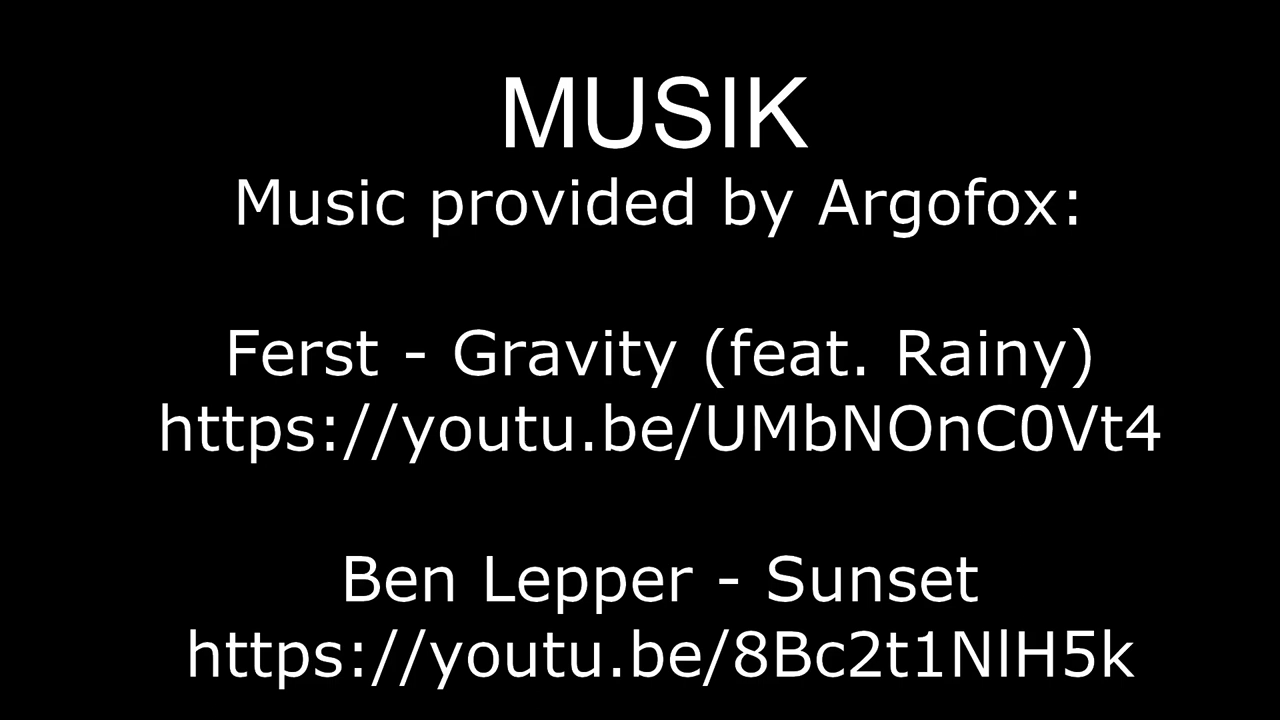 MUSIK
Music provided by Argofox:
Ferst - Gravity (feat. Rainy)
https://youtu.be/UMbNOnC0Vt4
Ben Lepper - Sunset
https://youtu.be/8Bc2t1NlH5k